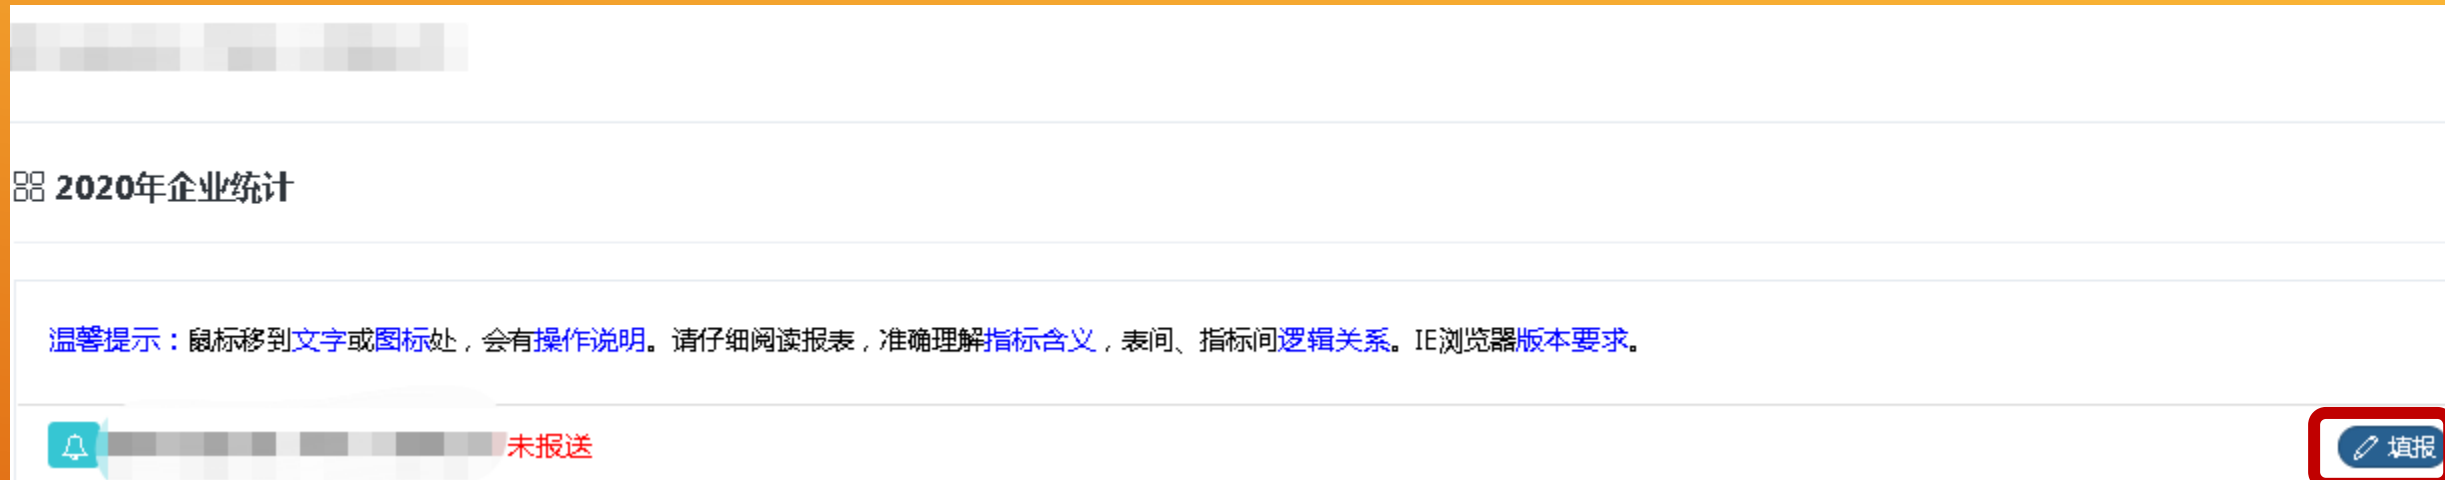 2020年企业统计
温馨提示：鼠标移到文字或图标处，会有操作说明。请仔细阅读报表，准确理解指标含义，表间、指标间逻辑关系。IE浏览器版本要求。
未报送
填报